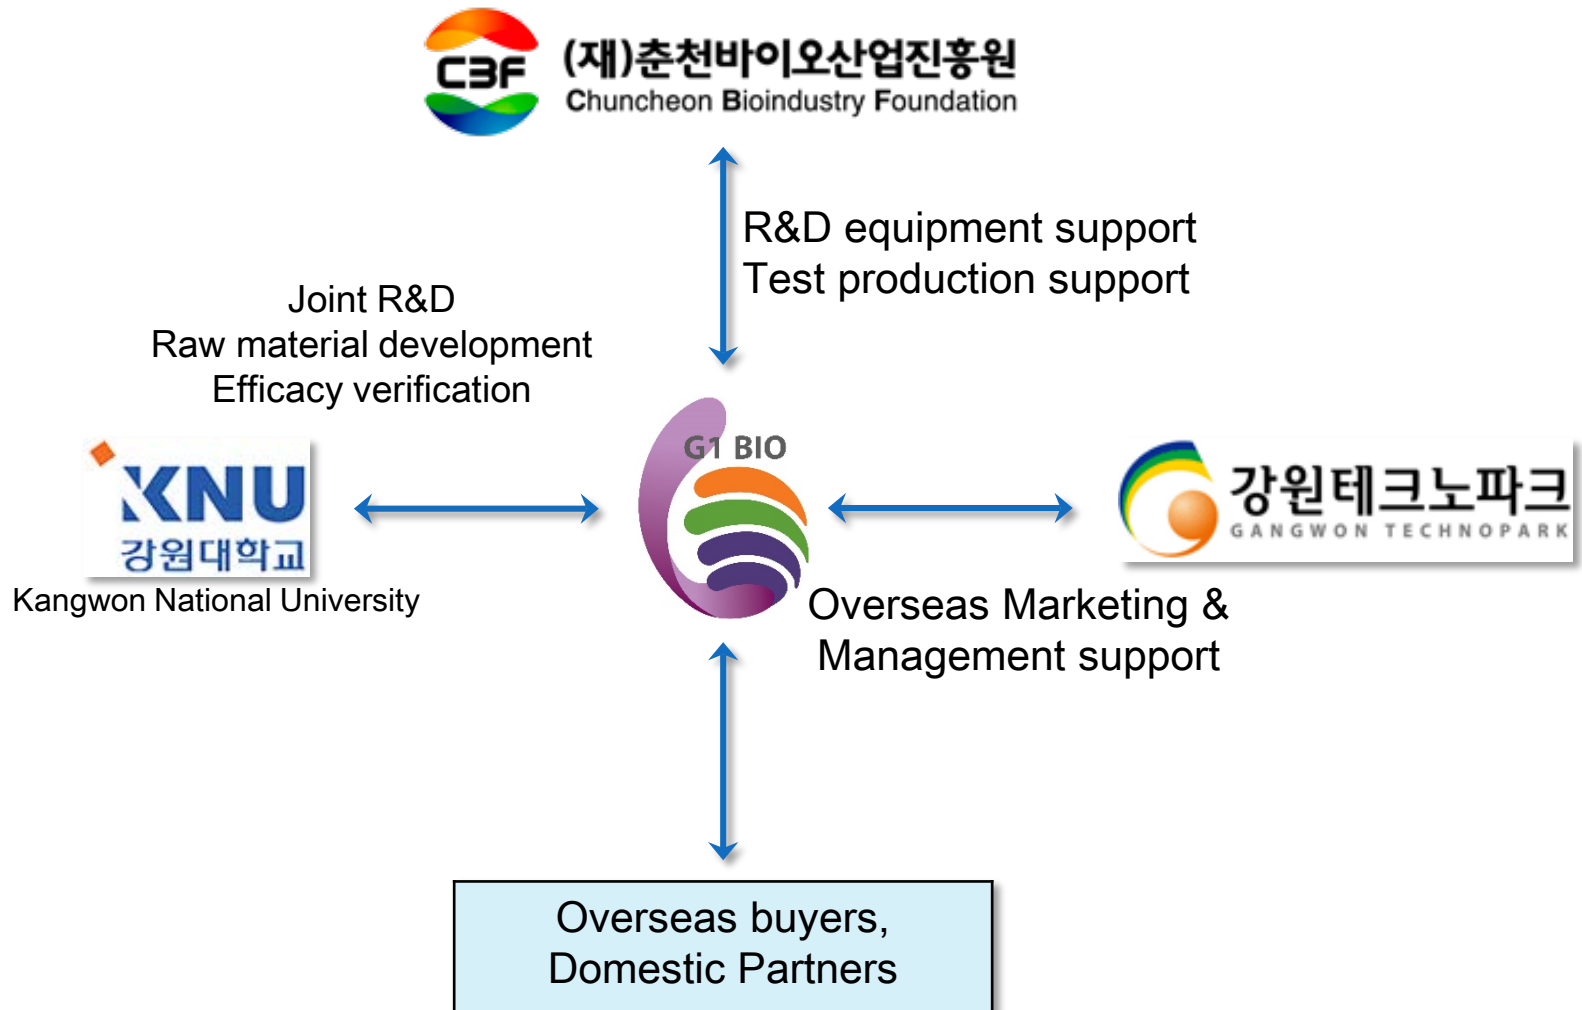 CBF
(재)춘천바이오산업진흥원
Chuncheon Bioindustry Foundation
R&D equipment support
Test production support
Joint R&D
Raw material development
Efficacy verification
KNU
강원대학교
Kangwon National University
G1 BIO
강원테크노파크
GANGWON TECHNOPARK
Overseas Marketing &
Management support
Overseas buyers,
Domestic Partners